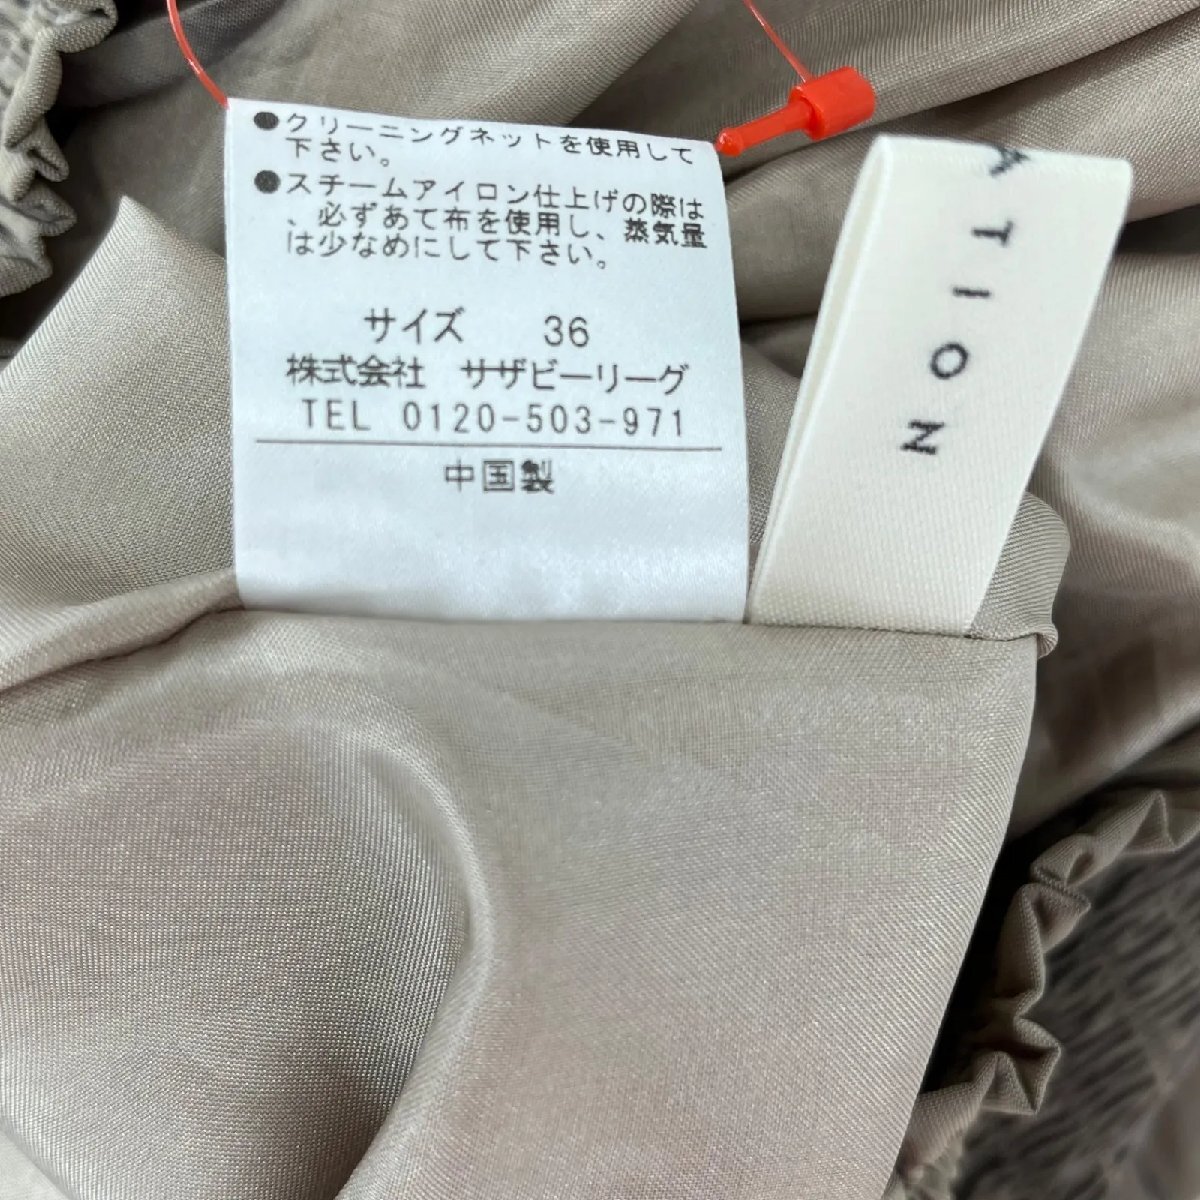 ●クリーニングネットを使用して
下さい。
●スチームアイロン仕上げの際は
、必ずあて布を使用し、蒸気量
は少なめにして下さい。
サイズ 36
株式会社 サザビーリーグ
TEL 0120-503-971
中国製
ATION